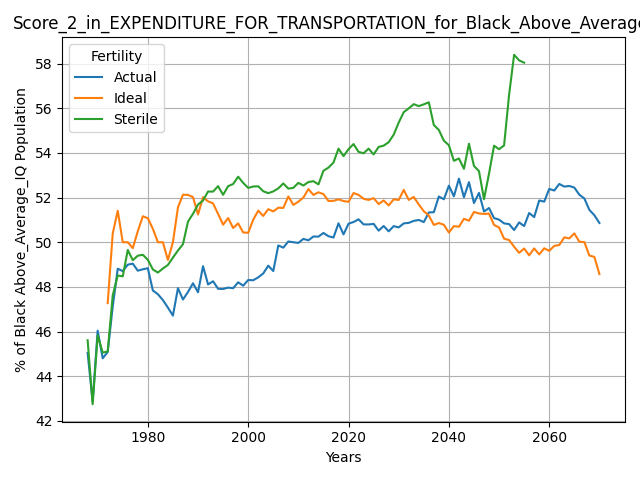 Score_2_in_EXPENDITURE_FOR_TRANSPORTATION_for_Black_Above_Average
Fertility
Actual
Ideal
Sterile
% of Black Above_Average_IQ Population
58
56
54
52
50
48
46
44
42
1980
2000
2020
2040
2060
Years